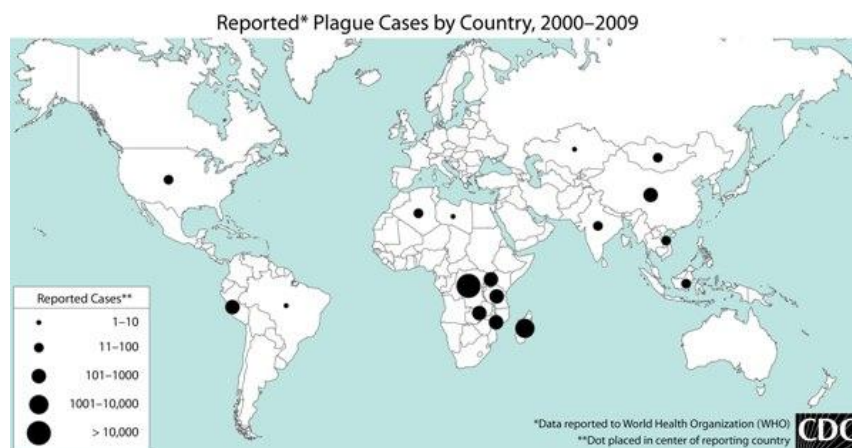 Reported* Plague Cases by Country, 2000–2009
Reported Cases**
1–10
11–100
101–1000
1001–10,000
> 10,000
*Data reported to World Health Organization (WHO)
**Dot placed in center of reporting country
CDC